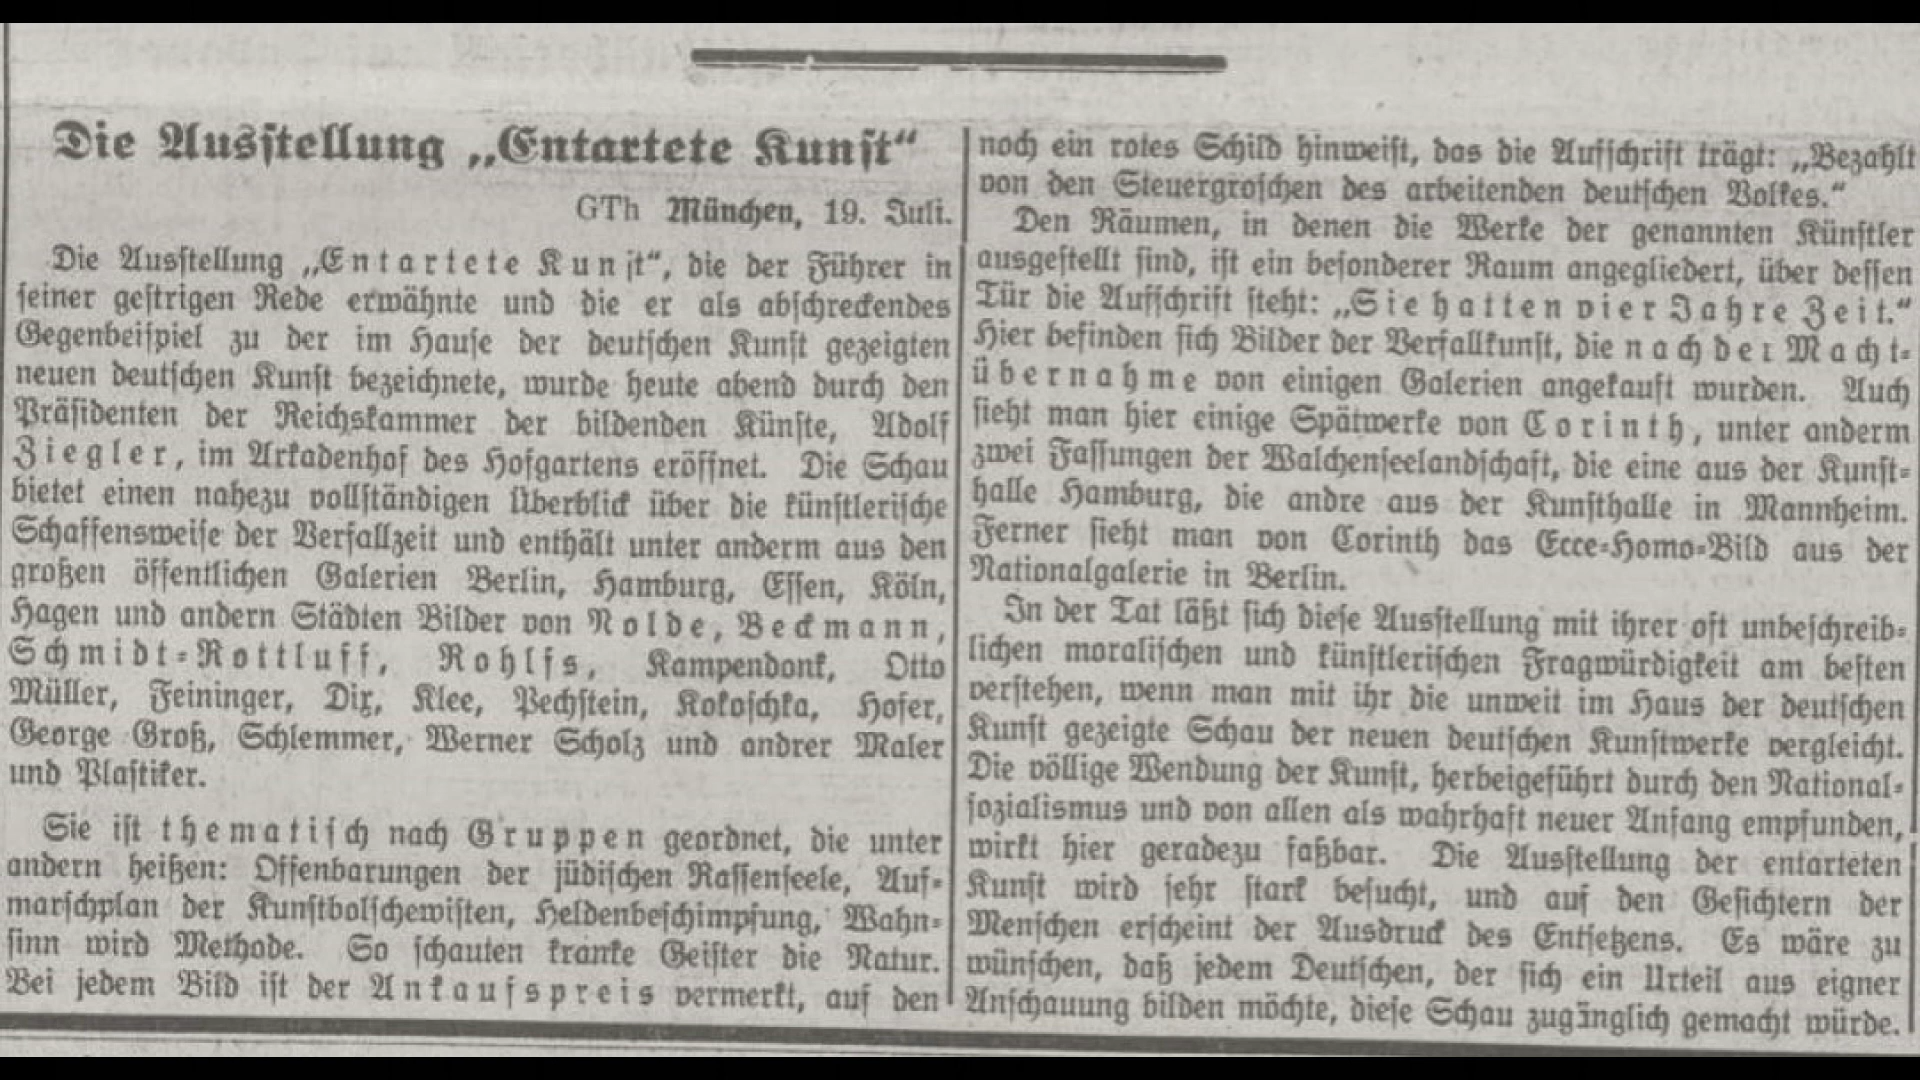 Die Ausstellung „Entartete Kunst“
GTh München, 19. Juli.
Die Ausstellung „Entartete Kunst“, die der Führer in
seiner gestrigen Rede erwähnte und die er als abschreckendes
Gegenbeispiel zu der im Hause der deutschen Kunst gezeigten
neuen deutschen Kunst bezeichnete, wurde heute abend durch den
Präsidenten der Reichskammer der bildenden Künste, Adolf
Ziegler, im Arkadenhof des Hofgartens eröffnet. Die Schau
bietet einen nahezu vollständigen Überblick über die künstlerische
Schaffensweise der Verfallzeit und enthält unter anderm aus den
großen öffentlichen Galerien Berlin, Hamburg, Essen, Köln,
Hagen und andern Städten Bilder von Nolde, Beckmann,
Schmidt-Rottluff, Rohlfs, Kampendonk, Otto
Müller, Feininger, Dix, Klee, Pechstein, Kokoschka, Hofer,
George Groß, Schlemmer, Werner Scholz und andrer Maler
und Plastiker.
Sie ist thematisch nach Gruppen geordnet, die unter
andern heißen: Offenbarungen der jüdischen Rassenseele, Auf-
marschplan der Kunstbolschewisten, Heldenbeschimpfung, Wahn-
sinn wird Methode. So schauten kranke Geister die Natur.
Bei jedem Bild ist der Ankaufspreis vermerkt, auf den
noch ein rotes Schild hinweist, das die Aufschrift trägt: „Bezahlt
von den Steuergroschen des arbeitenden deutschen Volkes.“
Den Räumen, in denen die Werke der genannten Künstler
ausgestellt sind, ist ein besonderer Raum angegliedert, über dessen
Tür die Aufschrift steht: „Sie hatten vier Jahre Zeit.“
Hier befinden sich Bilder der Verfallkunst, die nach der Macht-
übernahme von einigen Galerien angekauft wurden. Auch
sieht man hier einige Spätwerke von Corinth, unter anderm
zwei Fassungen der Walchenseelandschaft, die eine aus der Kunst-
halle Hamburg, die andre aus der Kunsthalle in Mannheim.
Ferner sieht man von Corinth das Ecce-Homo-Bild aus der
Nationalgalerie in Berlin.
In der Tat läßt sich diese Ausstellung mit ihrer oft unbeschreib-
lichen moralischen und künstlerischen Fragwürdigkeit am besten
verstehen, wenn man mit ihr die unweit im Haus der deutschen
Kunst gezeigte Schau der neuen deutschen Kunstwerke vergleicht.
Die völlige Wendung der Kunst, herbeigeführt durch den National-
sozialismus und von allen als wahrhaft neuer Anfang empfunden,
wirkt hier geradezu faßbar. Die Ausstellung der entarteten
Kunst wird sehr stark besucht, und auf den Gesichtern der
Menschen erscheint der Ausdruck des Entsetzens. Es wäre zu
wünschen, daß jedem Deutschen, der sich ein Urteil aus eigner
Anschauung bilden möchte, diese Schau zugänglich gemacht würde.